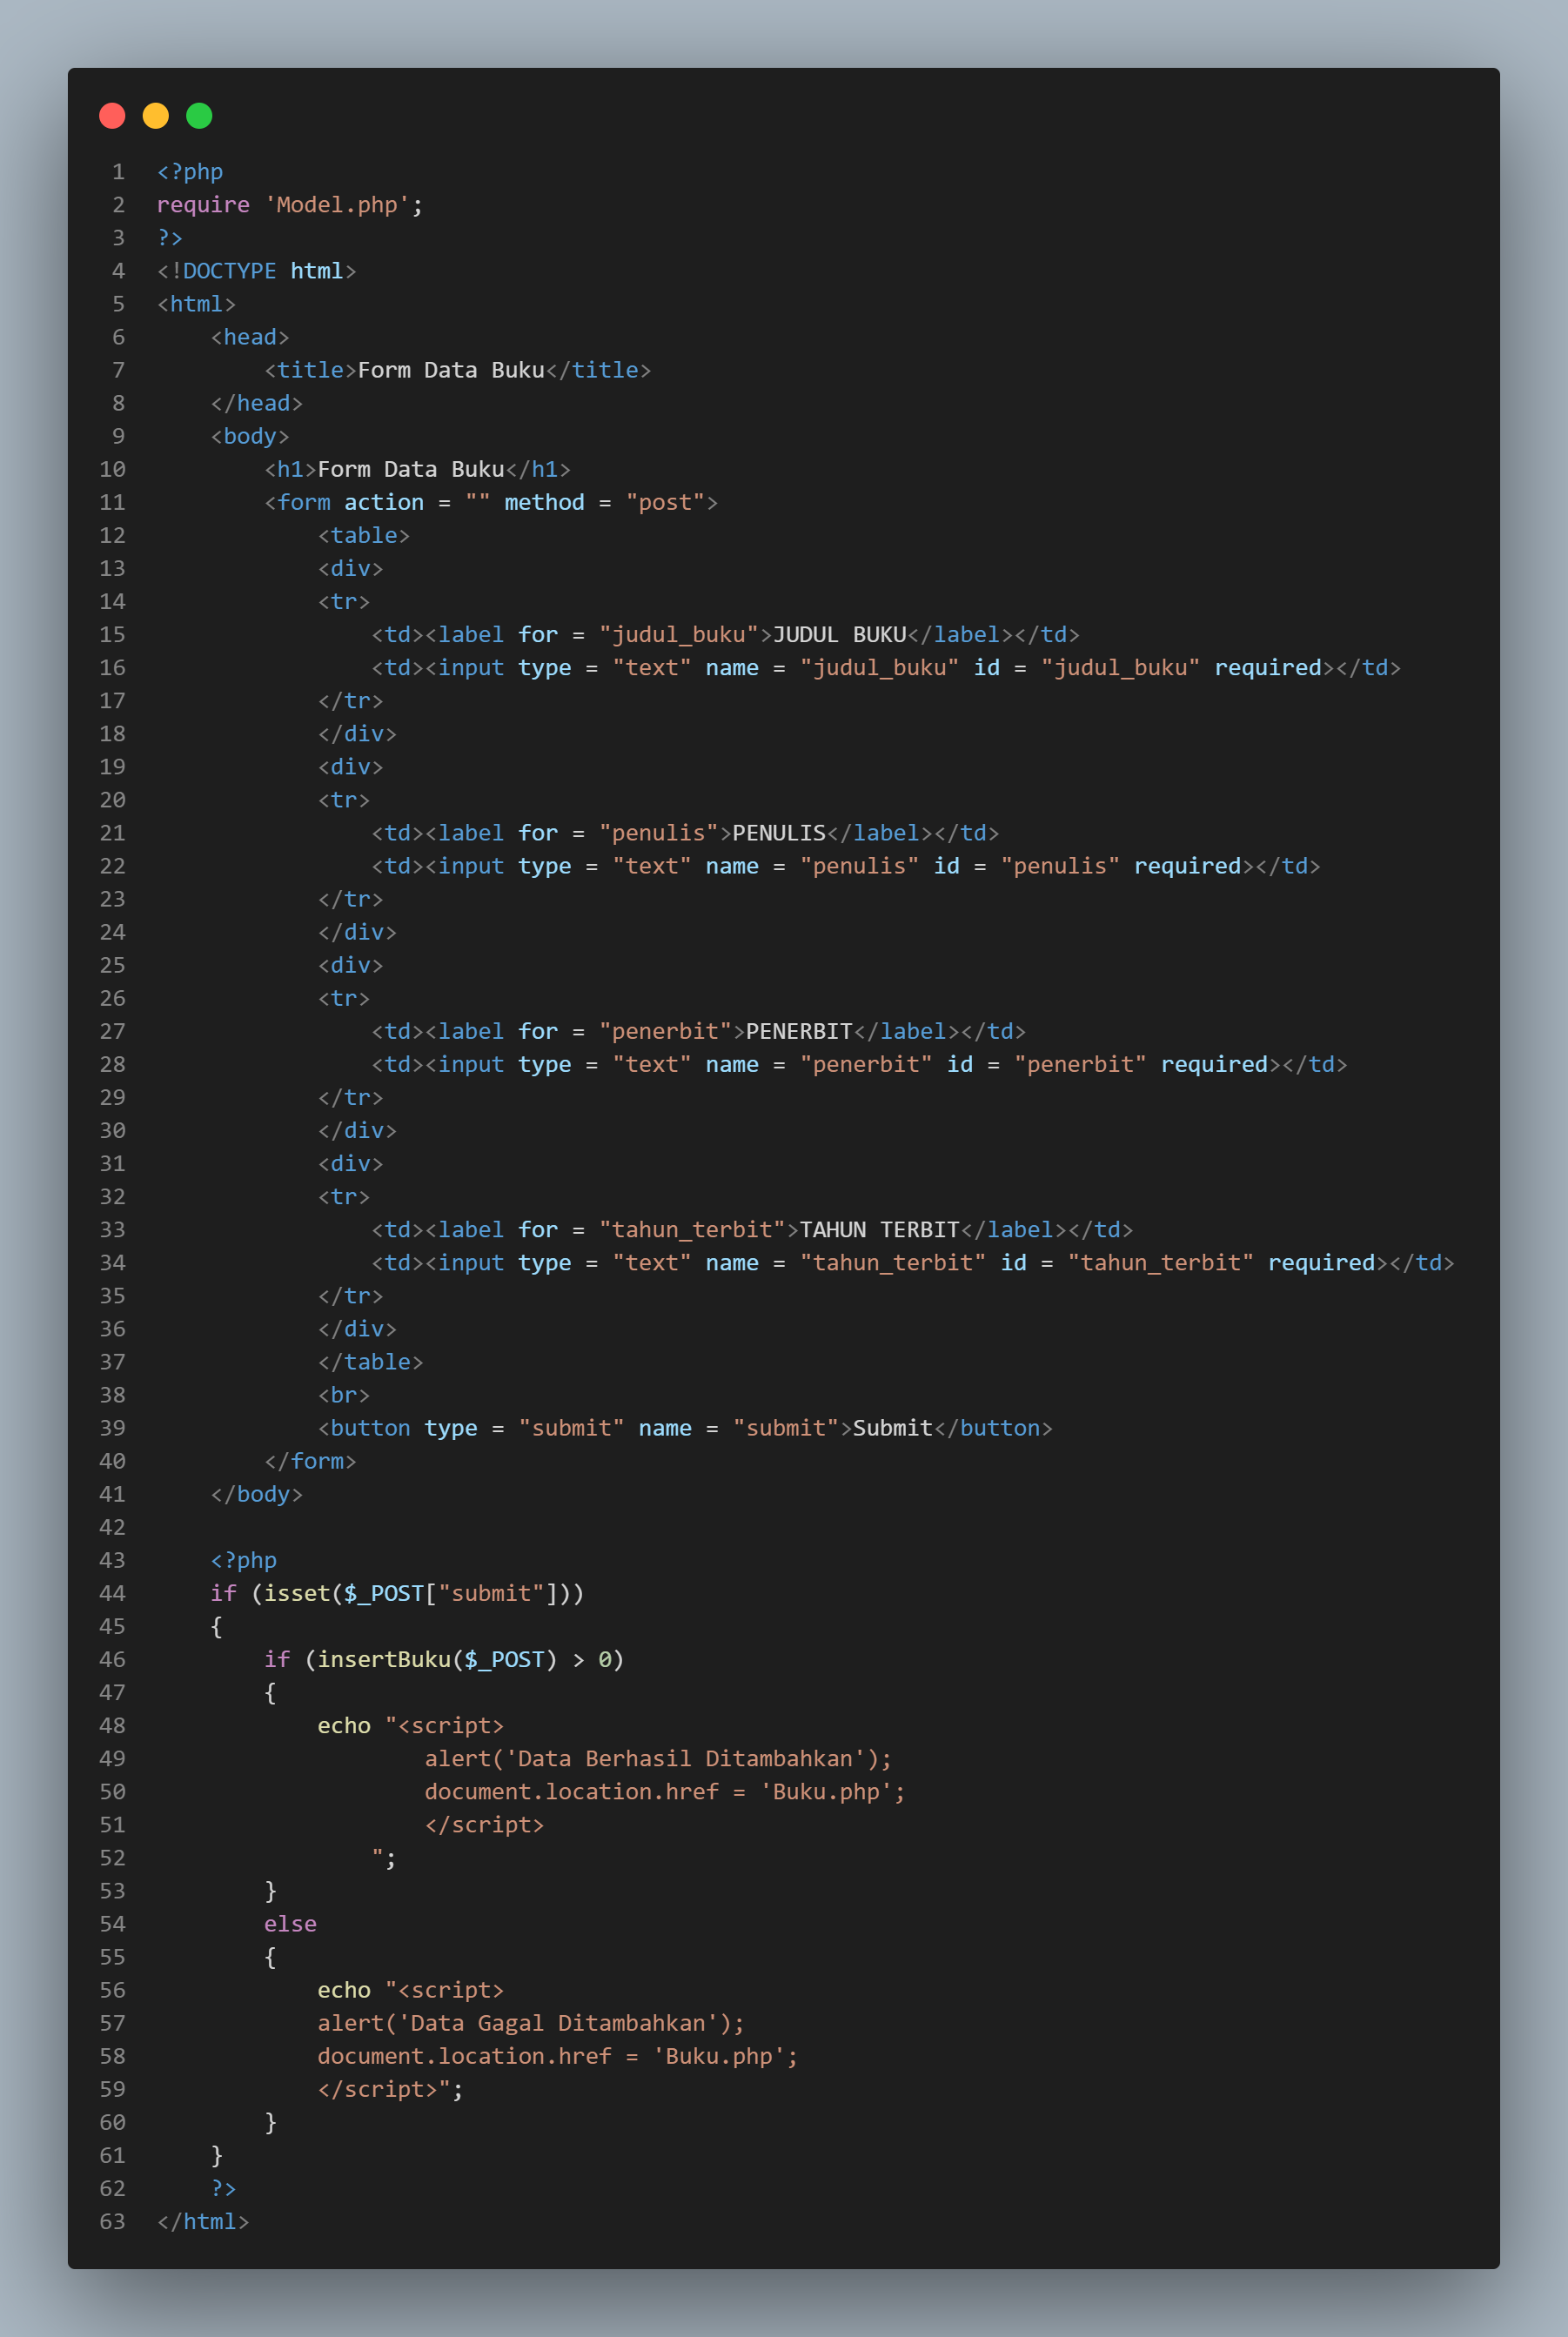 1 <?php
2 require 'Model.php';
3 ?>
4 <!DOCTYPE html>
5 <html>
6     <head>
7         <title>Form Data Buku</title>
8     </head>
9     <body>
10         <h1>Form Data Buku</h1>
11         <form action = "" method = "post">
12             <table>
13             <div>
14             <tr>
15                 <td><label for = "judul_buku">JUDUL BUKU</label></td>
16                 <td><input type = "text" name = "judul_buku" id = "judul_buku" required></td>
17             </tr>
18             </div>
19             <div>
20             <tr>
21                 <td><label for = "penulis">PENULIS</label></td>
22                 <td><input type = "text" name = "penulis" id = "penulis" required></td>
23             </tr>
24             </div>
25             <div>
26             <tr>
27                 <td><label for = "penerbit">PENERBIT</label></td>
28                 <td><input type = "text" name = "penerbit" id = "penerbit" required></td>
29             </tr>
30             </div>
31             <div>
32             <tr>
33                 <td><label for = "tahun_terbit">TAHUN TERBIT</label></td>
34                 <td><input type = "text" name = "tahun_terbit" id = "tahun_terbit" required></td>
35             </tr>
36             </div>
37             </table>
38             <br>
39             <button type = "submit" name = "submit">Submit</button>
40         </form>
41     </body>
42
43     <?php
44     if (isset($_POST["submit"]))
45     {
46         if (insertBuku($_POST) > 0)
47         {
48             echo "<script>
49                     alert('Data Berhasil Ditambahkan');
50                     document.location.href = 'Buku.php';
51                     </script>
52                 ";
53         }
54         else
55         {
56             echo "<script>
57             alert('Data Gagal Ditambahkan');
58             document.location.href = 'Buku.php';
59             </script>";
60         }
61     }
62     ?>
63 </html>